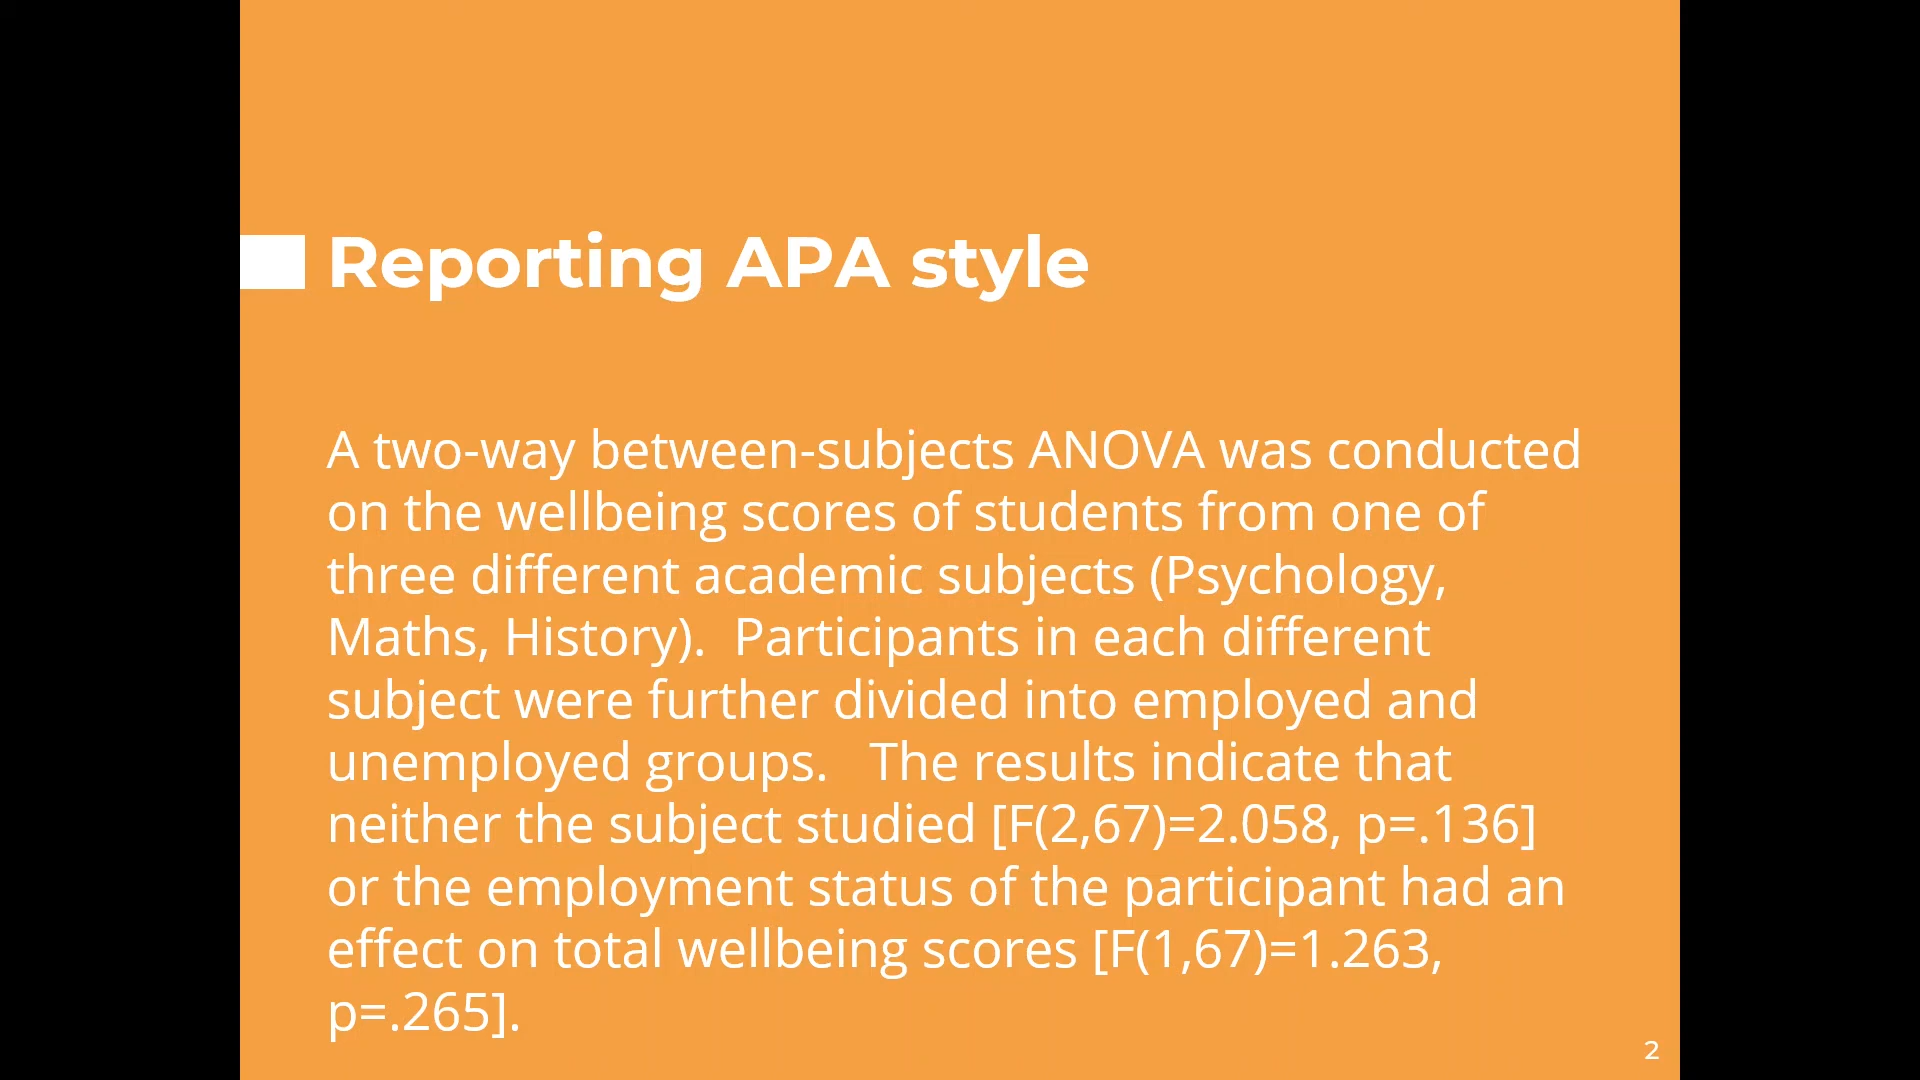 Reporting APA style
A two-way between-subjects ANOVA was conducted
on the wellbeing scores of students from one of
three different academic subjects (Psychology,
Maths, History).  Participants in each different
subject were further divided into employed and
unemployed groups.   The results indicate that
neither the subject studied [F(2,67)=2.058, p=.136]
or the employment status of the participant had an
effect on total wellbeing scores [F(1,67)=1.263,
p=.265].
2